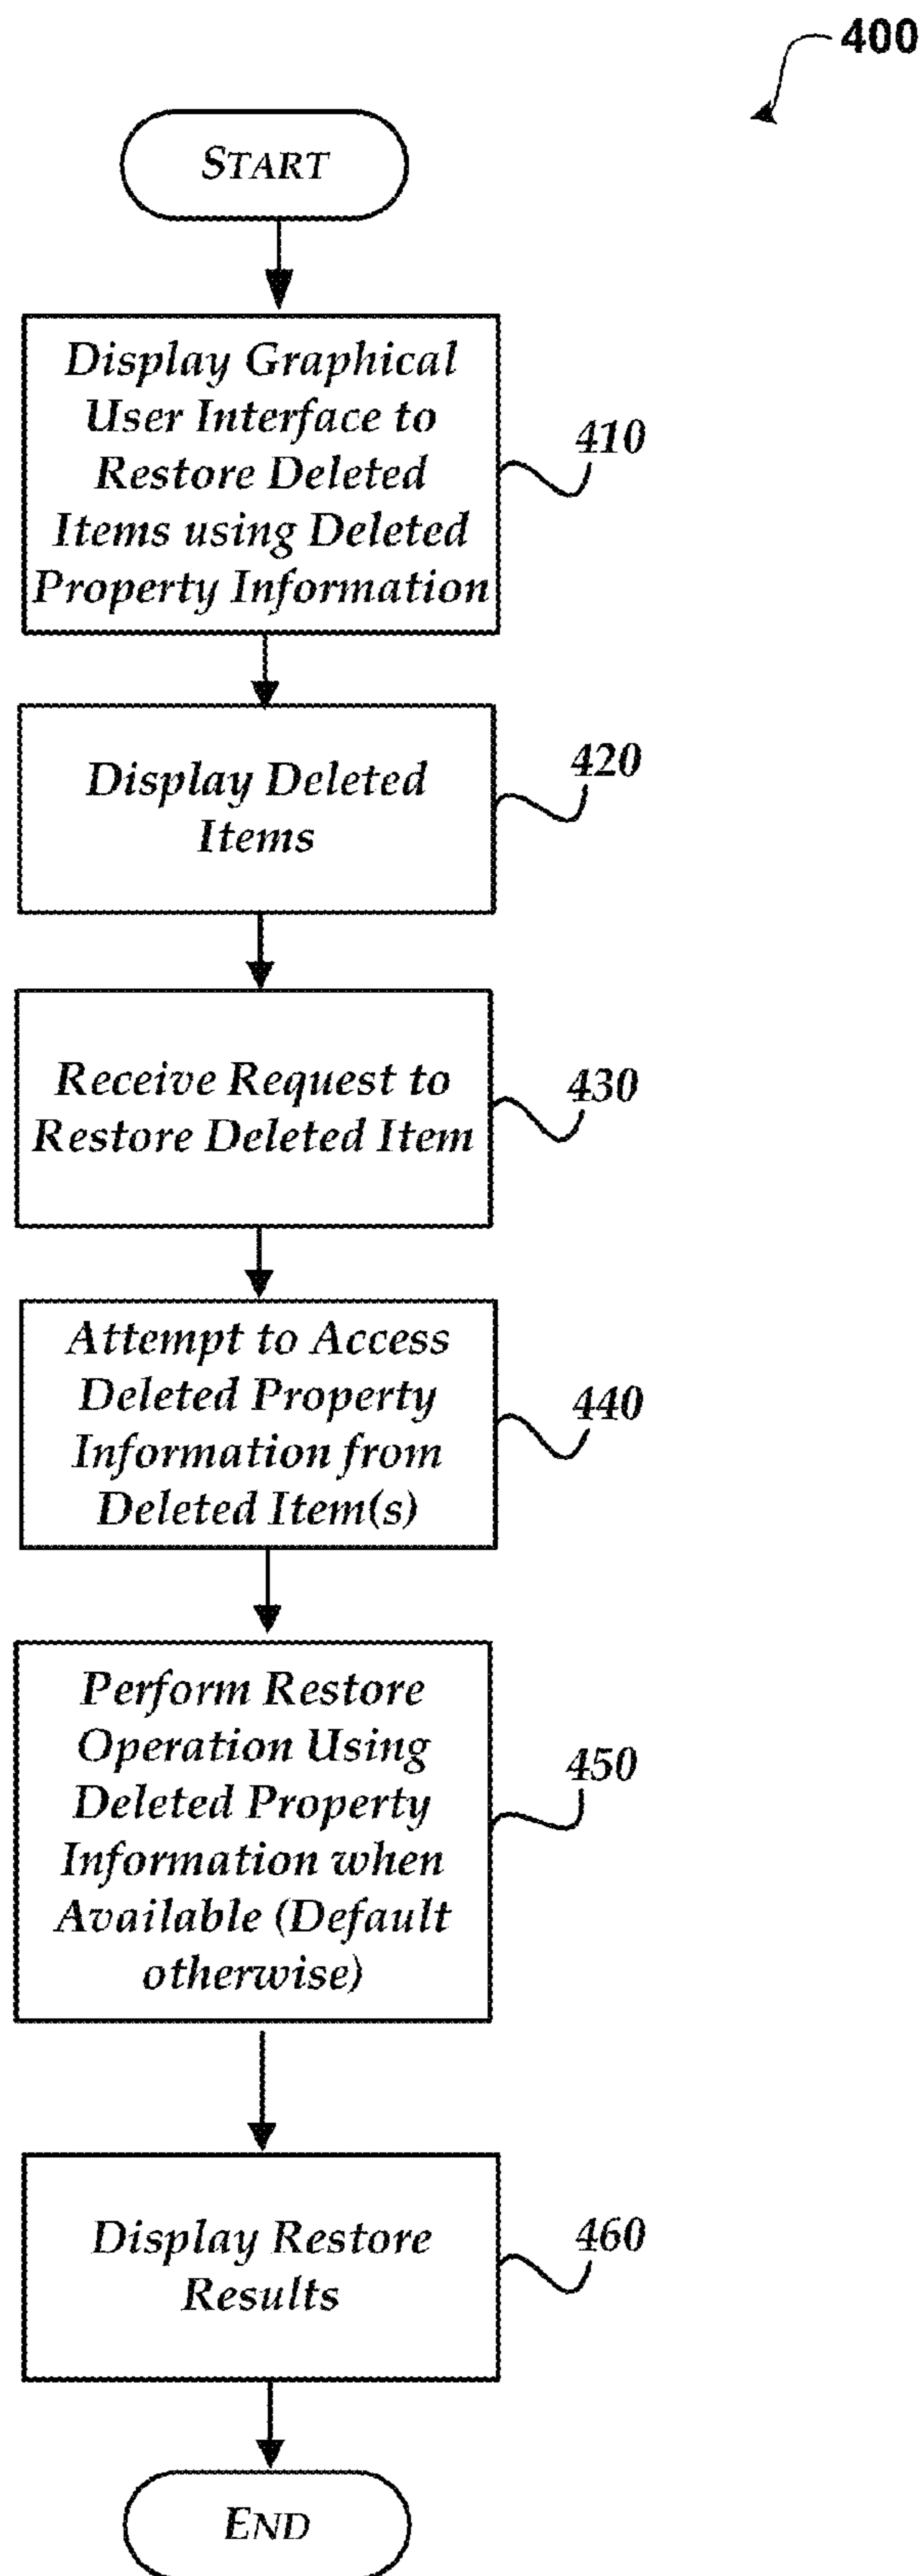 400
START
Display Graphical
User Interface to
Restore Deleted
Items using Deleted
Property Information
410
Display Deleted
Items
420
Receive Request to
Restore Deleted Item
430
Attempt to Access
Deleted Property
Information from
Deleted Item(s)
440
Perform Restore
Operation Using
Deleted Property
Information when
Available (Default
otherwise)
450
Display Restore
Results
460
END